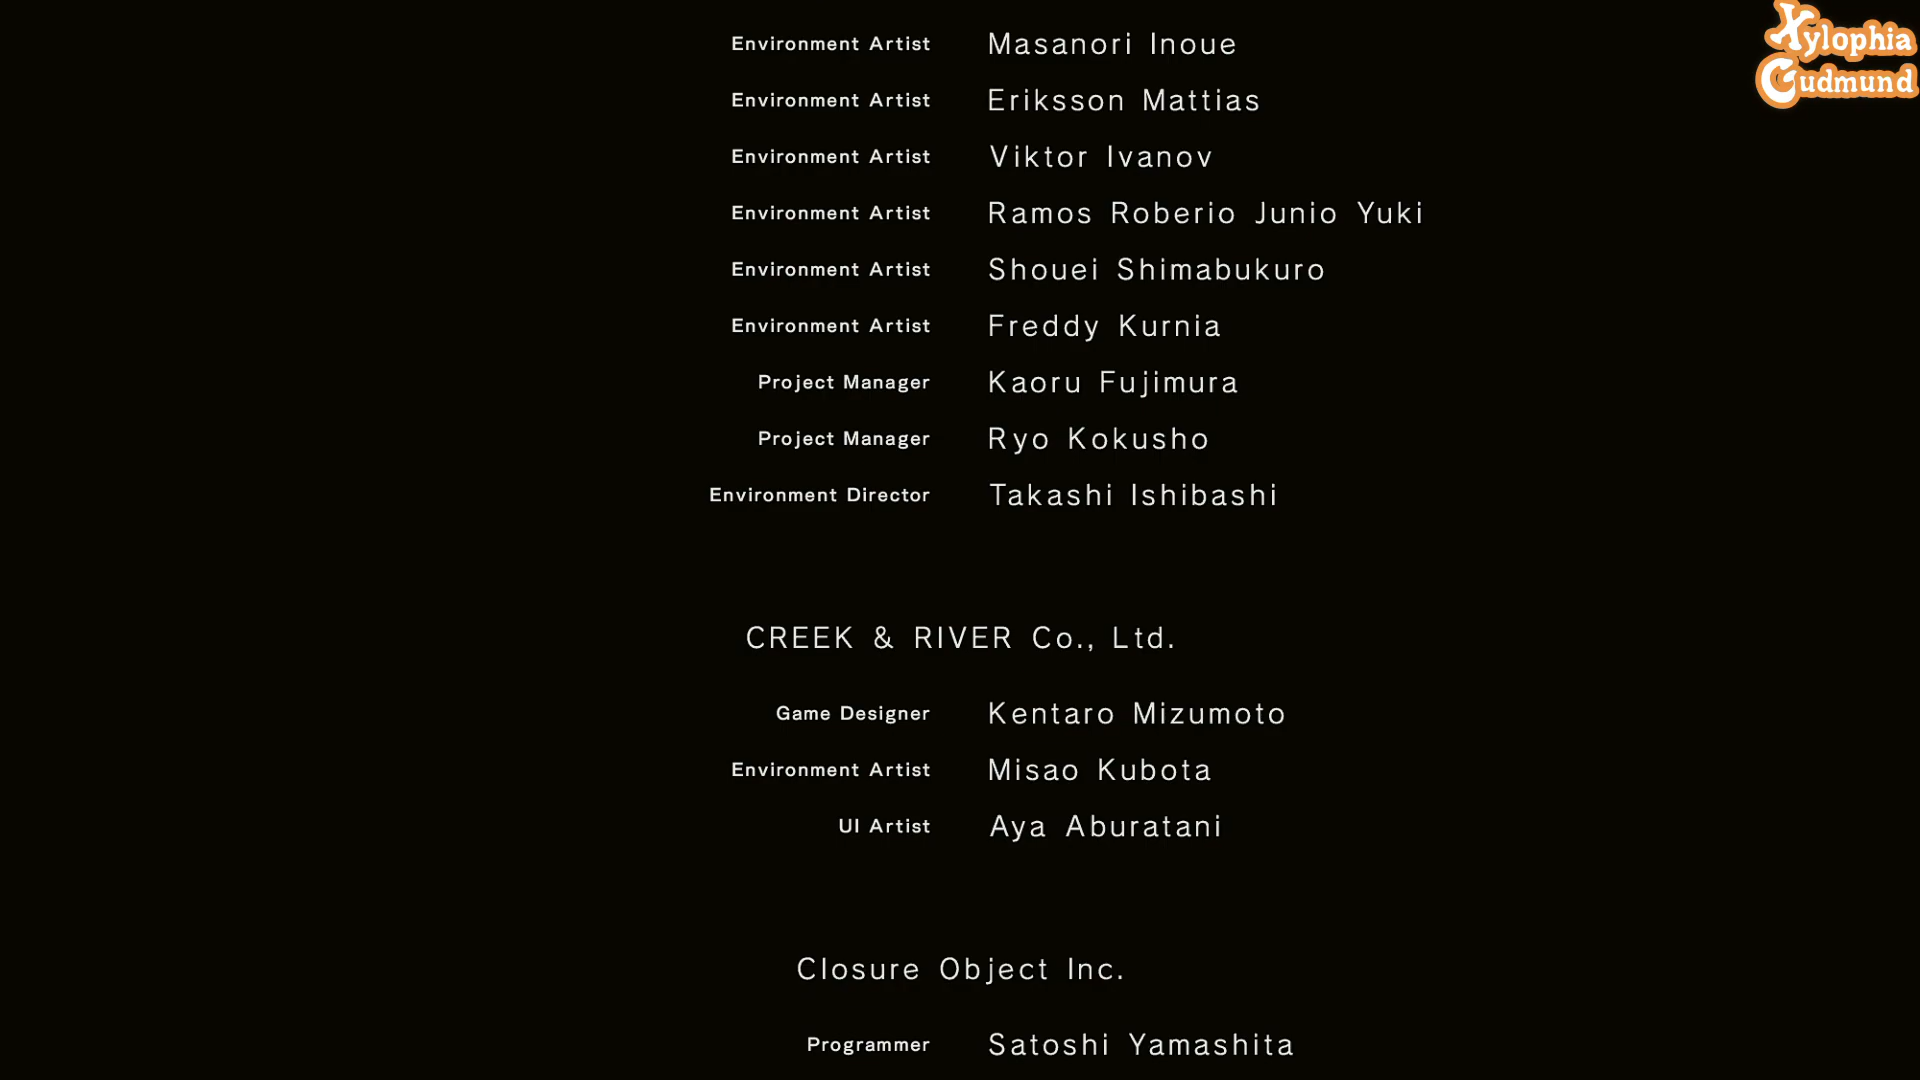 Xylophia
Gudmund
Environment Artist Masanori Inoue
Environment Artist Eriksson Mattias
Environment Artist Viktor Ivanov
Environment Artist Ramos Roberio Junio Yuki
Environment Artist Shouei Shimabukuro
Environment Artist Freddy Kurnia
Project Manager Kaoru Fujimura
Project Manager Ryo Kokusho
Environment Director Takashi Ishibashi
CREEK & RIVER Co., Ltd.
Game Designer Kentaro Mizumoto
Environment Artist Misao Kubota
UI Artist Aya Aburatani
Closure Object Inc.
Programmer Satoshi Yamashita